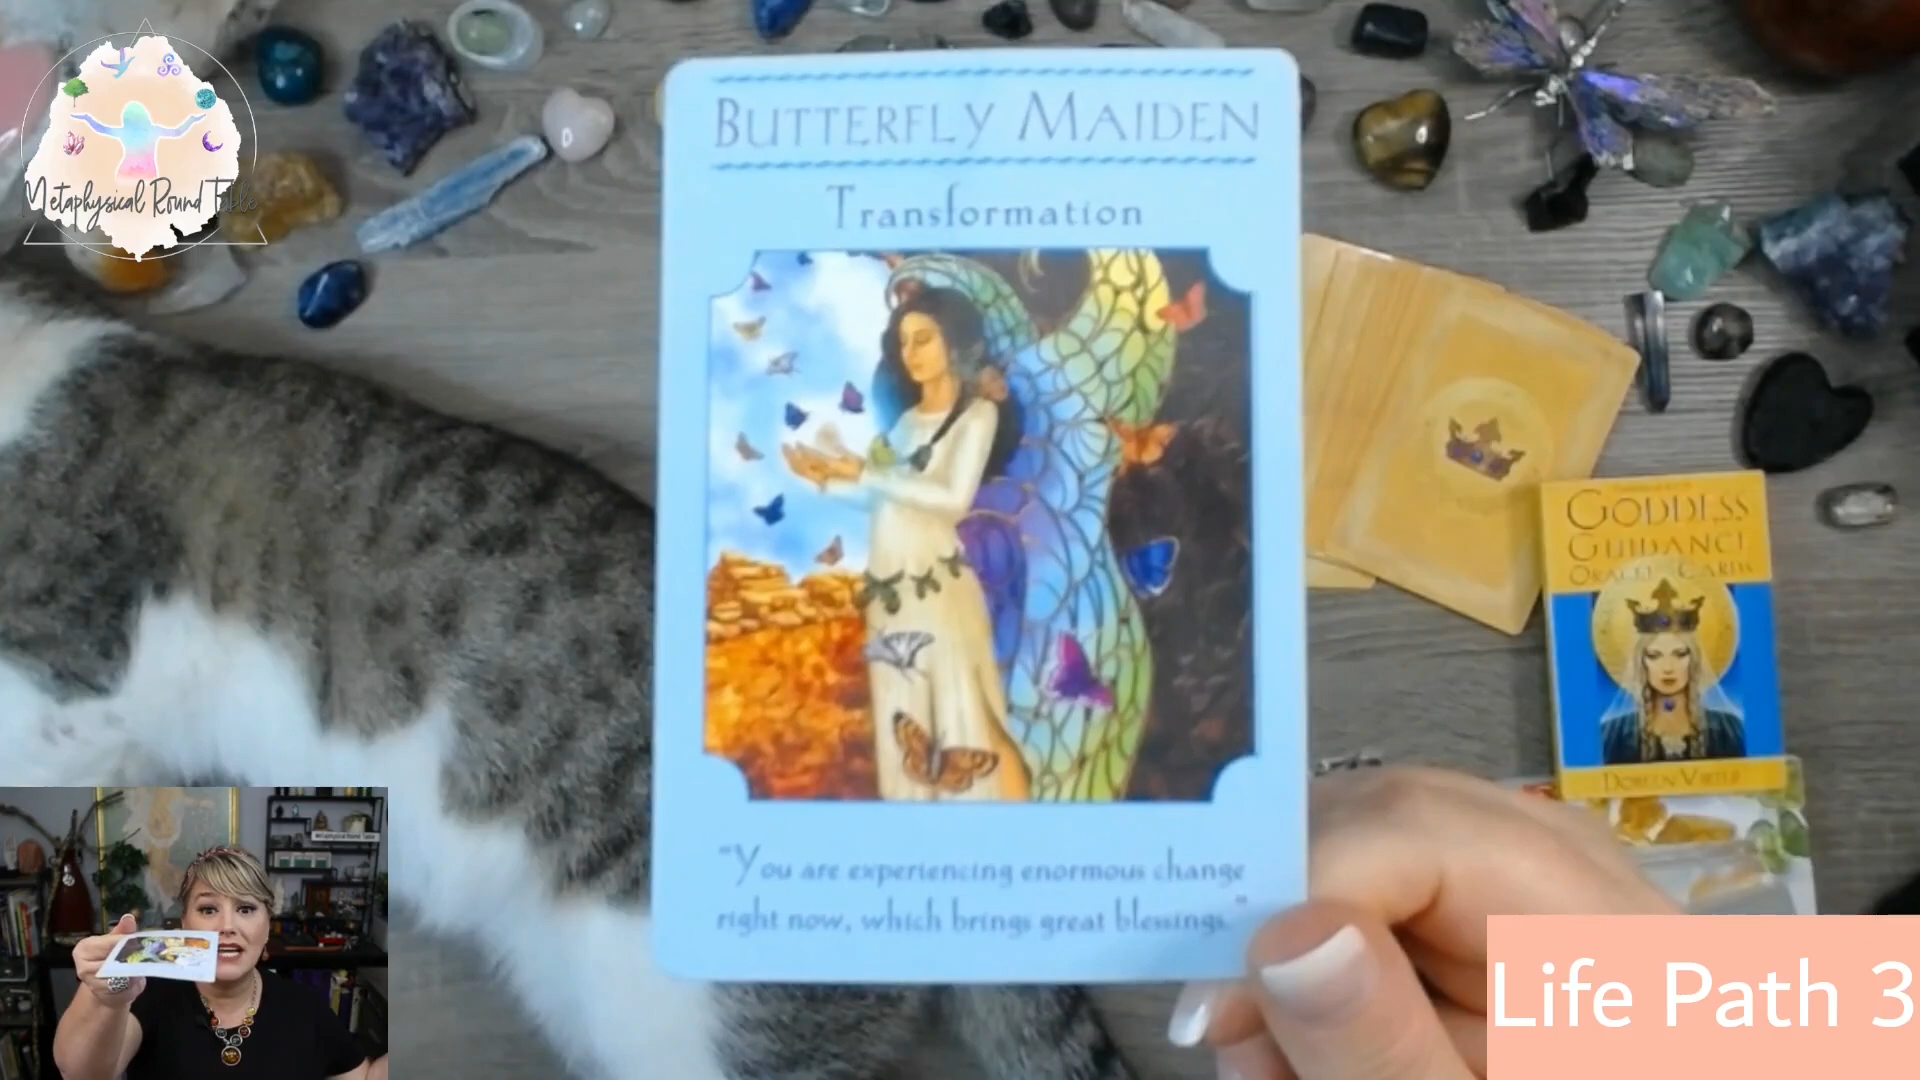 Metaphysical Round Table
BUTTERFLY MAIDEN
Transformation
"You are experiencing enormous change
right now, which brings great blessings."
GODDESS
GUIDANCE
ORACLE CARDS
DOREEN VIRTUE
Life Path 3